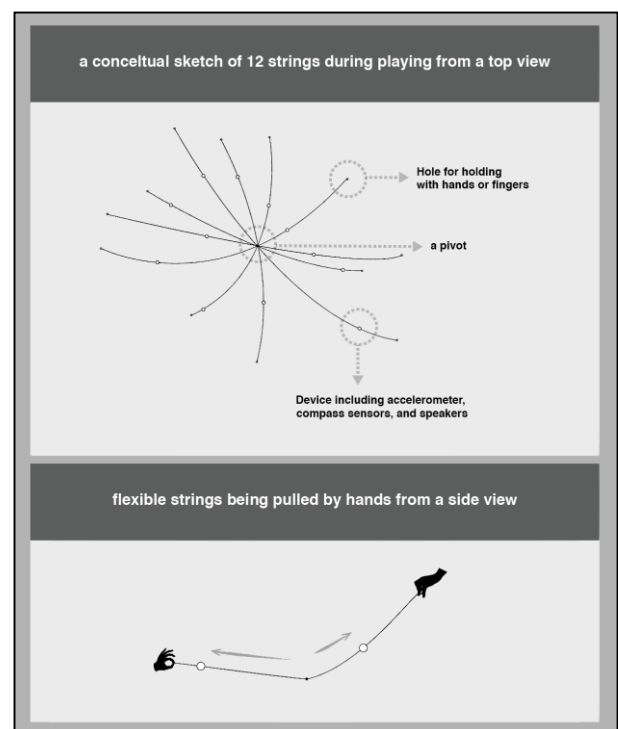 a conceltual sketch of 12 strings during playing from a top view
Hole for holding
with hands or fingers
a pivot
Device including accelerometer,
compass sensors, and speakers
flexible strings being pulled by hands from a side view